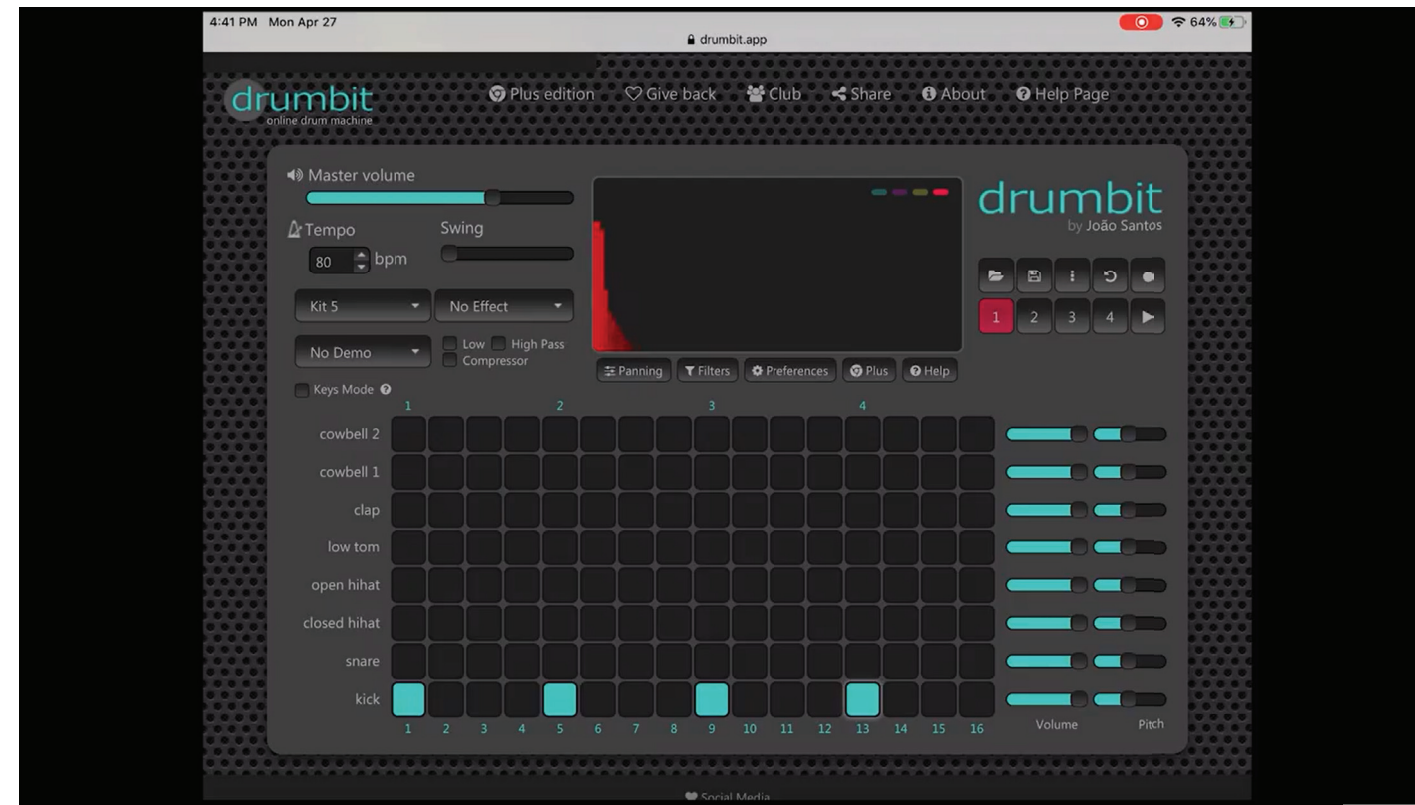 4:41 PM Mon Apr 27
64%
drumbit.app
drumbit
online drum machine
Plus edition Give back Club Share About Help Page
Master volume
Tempo Swing
80 bpm
Kit 5 No Effect
No Demo Low High Pass
Compressor
Keys Mode
drumbit
by João Santos
1 2 3 4
Panning Filters Preferences Plus Help
1 2 3 4
cowbell 2
cowbell 1
clap
low tom
open hihat
closed hihat
snare
kick
1 2 3 4 5 6 7 8 9 10 11 12 13 14 15 16
Volume Pitch
Social Media